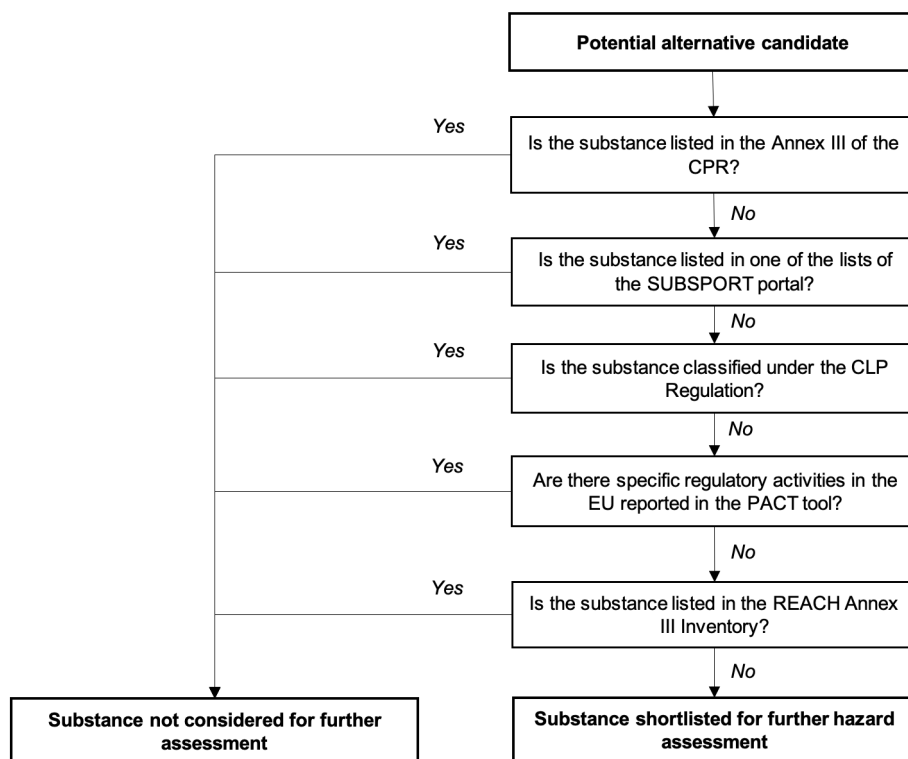 Potential alternative candidate
Yes
Is the substance listed in the Annex III of the
CPR?
No
Yes
Is the substance listed in one of the lists of
the SUBSPORT portal?
No
Yes
Is the substance classified under the CLP
Regulation?
No
Yes
Are there specific regulatory activities in the
EU reported in the PACT tool?
No
Yes
Is the substance listed in the REACH Annex
III Inventory?
No
Substance not considered for further
assessment
Substance shortlisted for further hazard
assessment